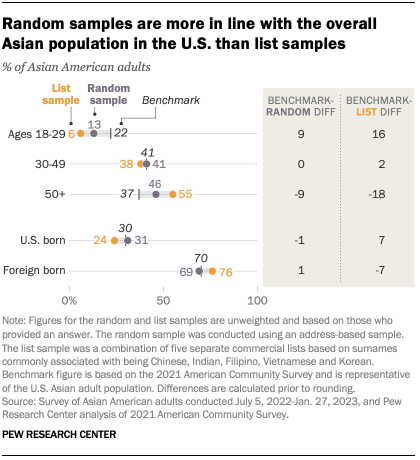 Random samples are more in line with the overall
Asian population in the U.S. than list samples
% of Asian American adults
List sample
Random sample
Benchmark
BENCHMARK-RANDOM DIFF
BENCHMARK-LIST DIFF
Ages 18-29 6 13 22 9 16
30-49 38 41 41 0 2
50+ 37 46 55 -9 -18
U.S. born 24 30 31 -1 7
Foreign born 69 70 76 1 -7
0% 50 100
Note: Figures for the random and list samples are unweighted and based on those who
provided an answer. The random sample was conducted using an address-based sample.
The list sample was a combination of five separate commercial lists based on surnames
commonly associated with being Chinese, Indian, Filipino, Vietnamese and Korean.
Benchmark figure is based on the 2021 American Community Survey and is representative
of the U.S. Asian adult population. Differences are calculated prior to rounding.
Source: Survey of Asian American adults conducted July 5, 2022-Jan. 27, 2023, and Pew
Research Center analysis of 2021 American Community Survey.
PEW RESEARCH CENTER